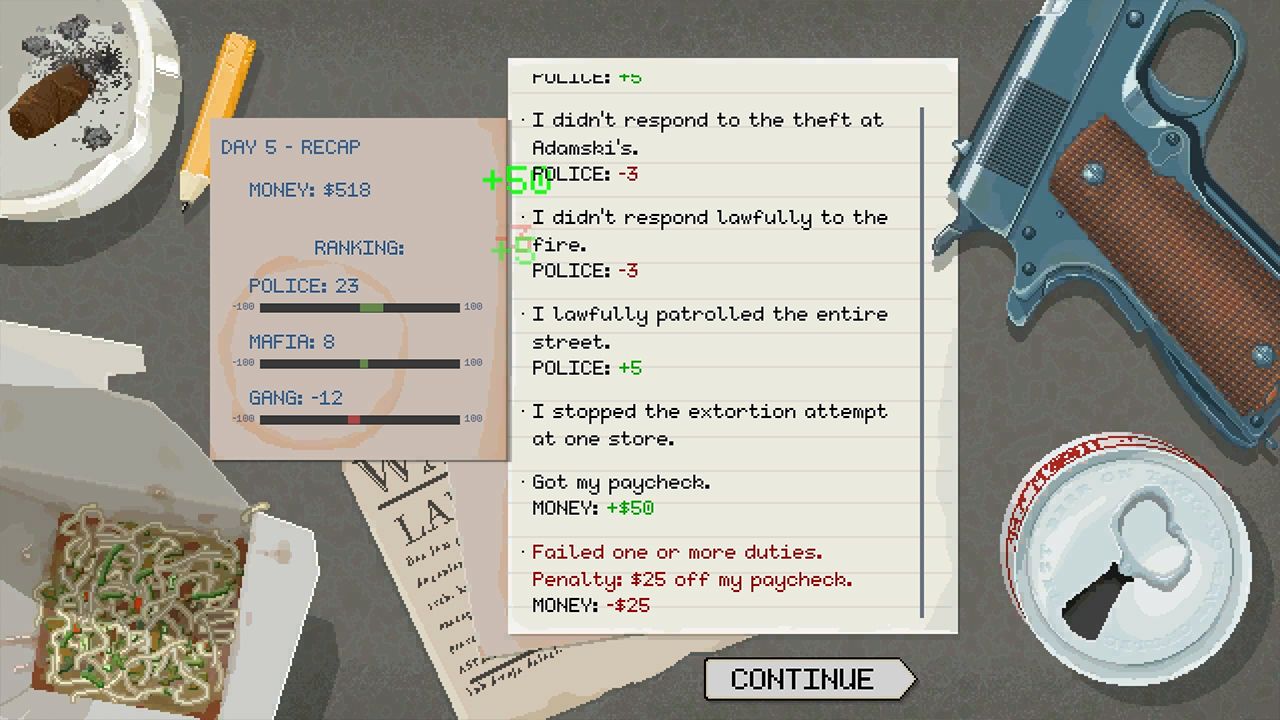 DAY 5 - RECAP
MONEY: $518
RANKING:
POLICE: 23
-100 100
MAFIA: 8
-100 100
GANG: -12
-100 100
+50
+5
POLICE: +5
· I didn't respond to the theft at
Adamski's.
POLICE: -3
· I didn't respond lawfully to the
fire.
POLICE: -3
· I lawfully patrolled the entire
street.
POLICE: +5
· I stopped the extortion attempt
at one store.
· Got my paycheck.
MONEY: +$50
· Failed one or more duties.
Penalty: $25 off my paycheck.
MONEY: -$25
CONTINUE